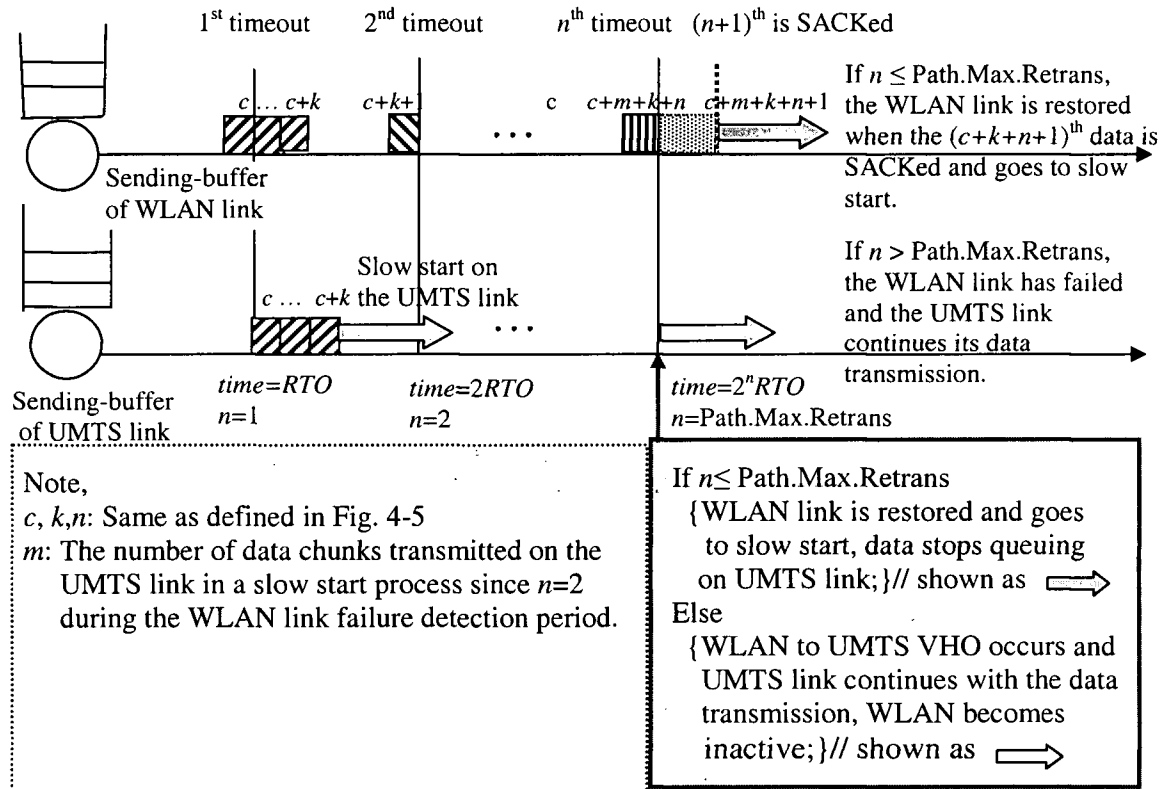 1st timeout 2nd timeout nth timeout (n+1)th is SACKed
c … c+k c+k+1 … c c+m+k+n c+m+k+n+1
If n ≤ Path.Max.Retrans,
the WLAN link is restored
when the (c+k+n+1)th data is
SACKed and goes to slow
start.
Sending-buffer
of WLAN link
Slow start on
the UMTS link
c … c+k …
If n > Path.Max.Retrans,
the WLAN link has failed
and the UMTS link
continues its data
transmission.
Sending-buffer
of UMTS link
time=RTO
n=1
time=2RTO
n=2
time=2ⁿRTO
n=Path.Max.Retrans
Note,
c, k,n: Same as defined in Fig. 4-5
m: The number of data chunks transmitted on the
UMTS link in a slow start process since n=2
during the WLAN link failure detection period.
If n≤ Path.Max.Retrans
{WLAN link is restored and goes
to slow start, data stops queuing
on UMTS link;}// shown as
Else
{WLAN to UMTS VHO occurs and
UMTS link continues with the data
transmission, WLAN becomes
inactive;}// shown as